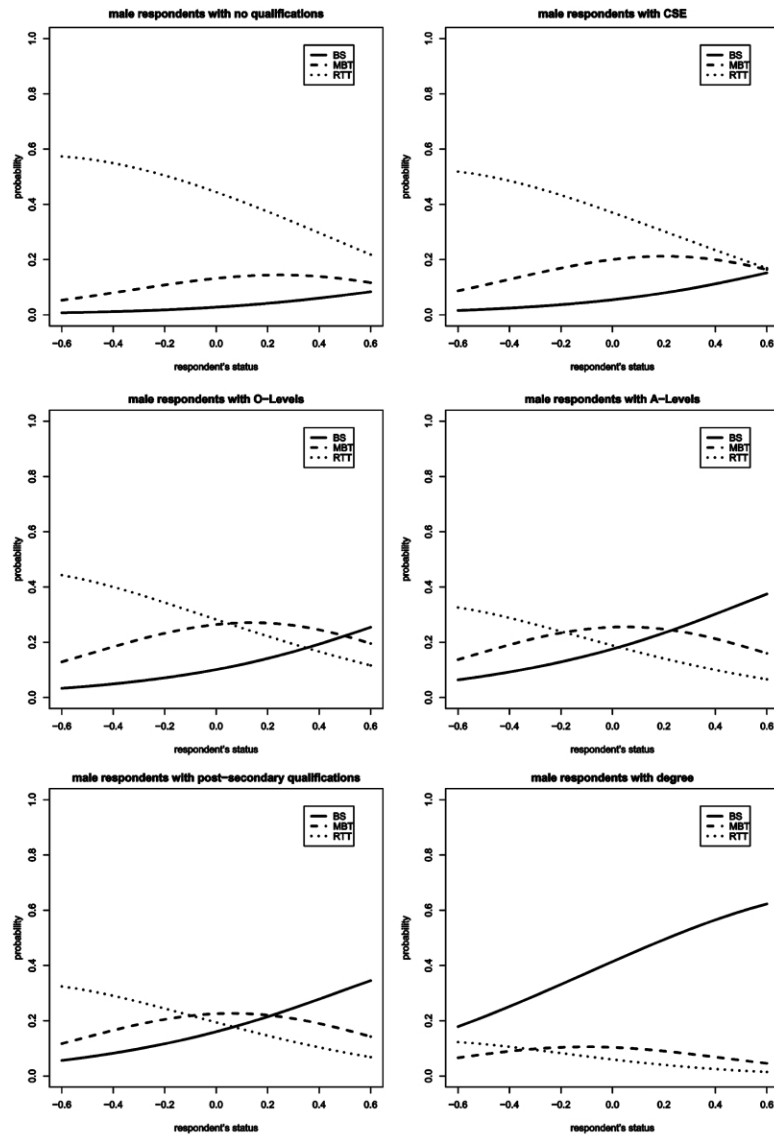 male respondents with no qualifications
BS
MBT
RTT
probability
1.0
0.8
0.6
0.4
0.2
0.0
−0.6 −0.4 −0.2 0.0 0.2 0.4 0.6
respondent's status
male respondents with CSE
BS
MBT
RTT
probability
1.0
0.8
0.6
0.4
0.2
0.0
−0.6 −0.4 −0.2 0.0 0.2 0.4 0.6
respondent's status
male respondents with O−Levels
BS
MBT
RTT
probability
1.0
0.8
0.6
0.4
0.2
0.0
−0.6 −0.4 −0.2 0.0 0.2 0.4 0.6
respondent's status
male respondents with A−Levels
BS
MBT
RTT
probability
1.0
0.8
0.6
0.4
0.2
0.0
−0.6 −0.4 −0.2 0.0 0.2 0.4 0.6
respondent's status
male respondents with post−secondary qualifications
BS
MBT
RTT
probability
1.0
0.8
0.6
0.4
0.2
0.0
−0.6 −0.4 −0.2 0.0 0.2 0.4 0.6
respondent's status
male respondents with degree
BS
MBT
RTT
probability
1.0
0.8
0.6
0.4
0.2
0.0
−0.6 −0.4 −0.2 0.0 0.2 0.4 0.6
respondent's status